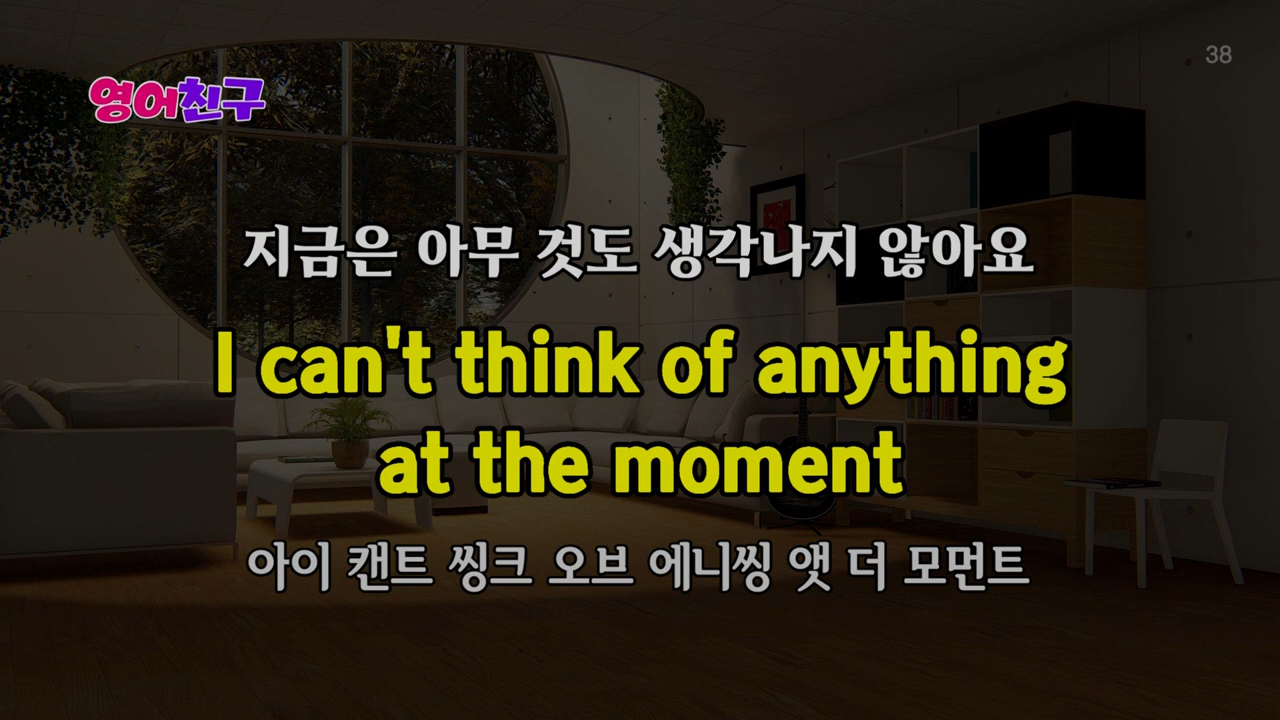 38
영어친구
지금은 아무 것도 생각나지 않아요
I can't think of anything
at the moment
아이 캔트 씽크 오브 에니씽 앳 더 모먼트